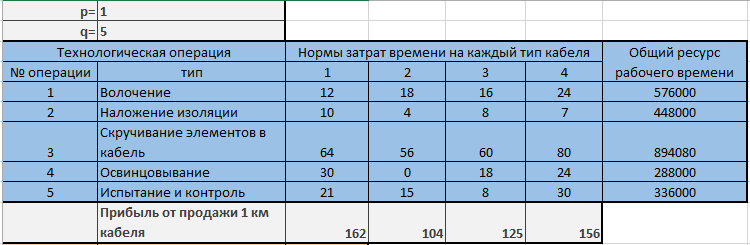 p= 1
q= 5
Технологическая операция Нормы затрат времени на каждый тип кабеля Общий ресурс
№ операции тип 1 2 3 4 рабочего времени
1 Волочение 12 18 16 24 576000
2 Наложение изоляции 10 4 8 7 448000
Скручивание элементов в
3 кабель 64 56 60 80 894080
4 Освинцовывание 30 0 18 24 288000
5 Испытание и контроль 21 15 8 30 336000
Прибыль от продажи 1 км
кабеля 162 104 125 156